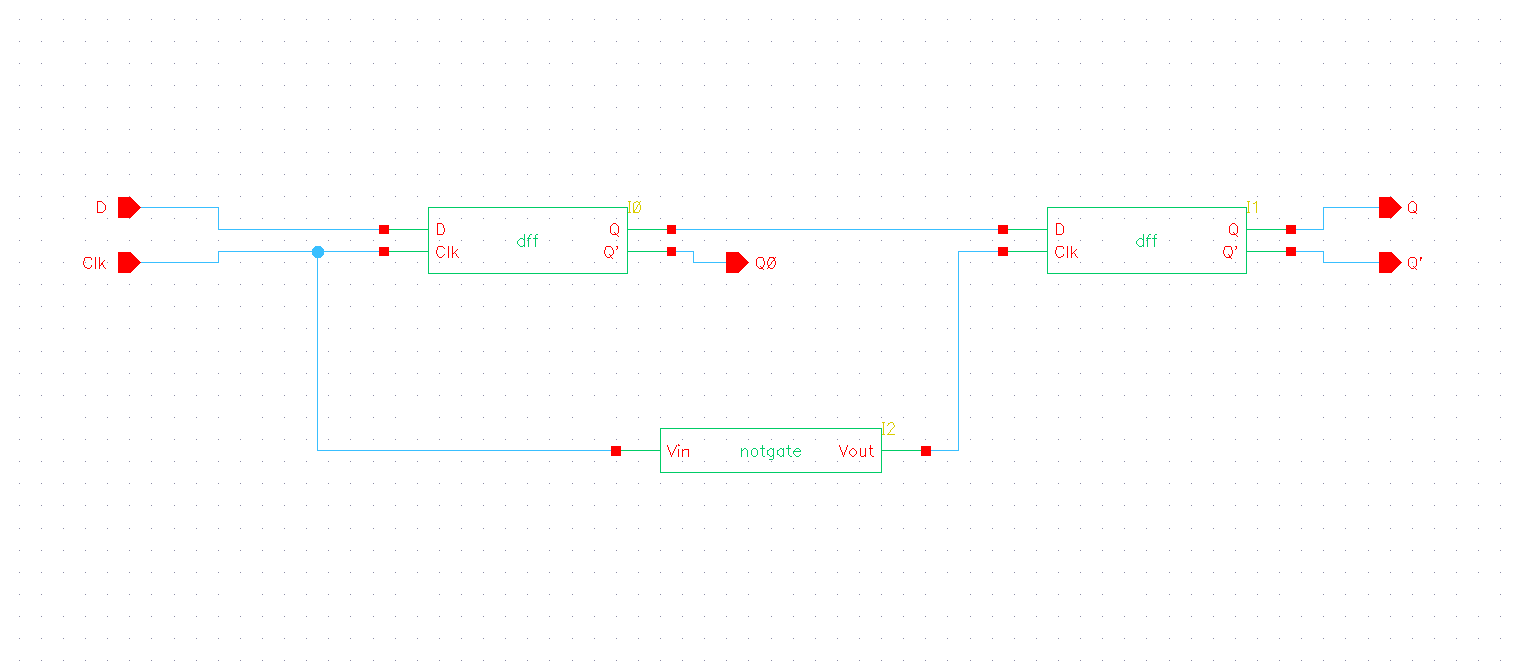 D
Clk
D
Clk
dff
Q
Q'
I0
Q0
D
Clk
dff
Q
Q'
I1
Q
Q'
Vin
notgate
Vout
I2